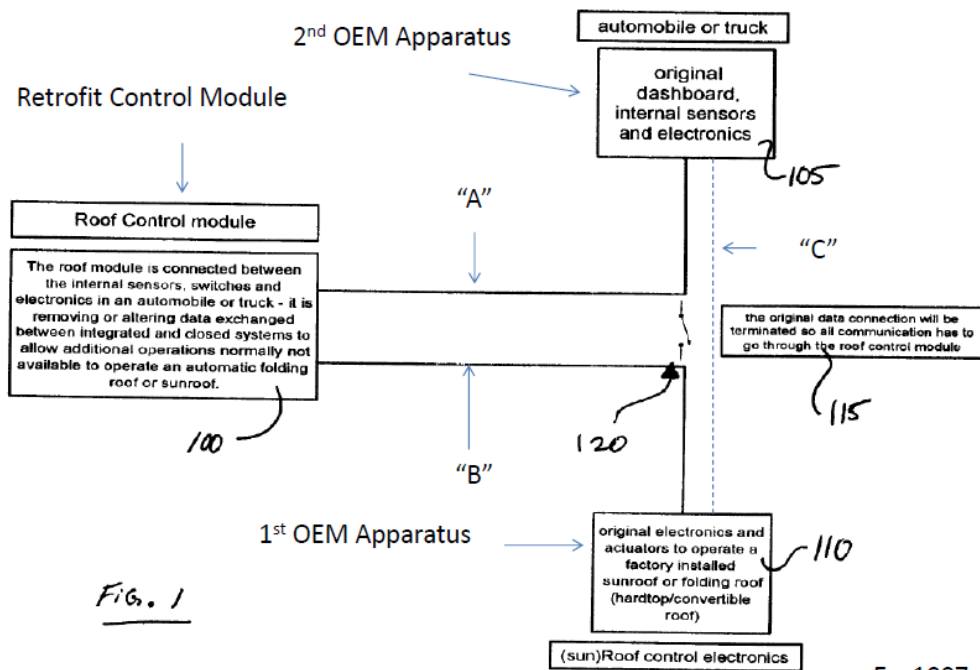 2nd OEM Apparatus
automobile or truck
original
dashboard,
internal sensors
and electronics
105
Retrofit Control Module
"A"
"C"
Roof Control module
The roof module is connected between
the internal sensors, switches and
electronics in an automobile or truck - it is
removing or altering data exchanged
between integrated and closed systems to
allow additional operations normally not
available to operate an automatic folding
roof or sunroof.
100
the original data connection will be
terminated so all communication has to
go through the roof control module
115
120
"B"
1st OEM Apparatus
original electronics and
actuators to operate a
factory installed
sunroof or folding roof
(hardtop/convertible
roof)
110
FIG. 1
(sun)Roof control electronics